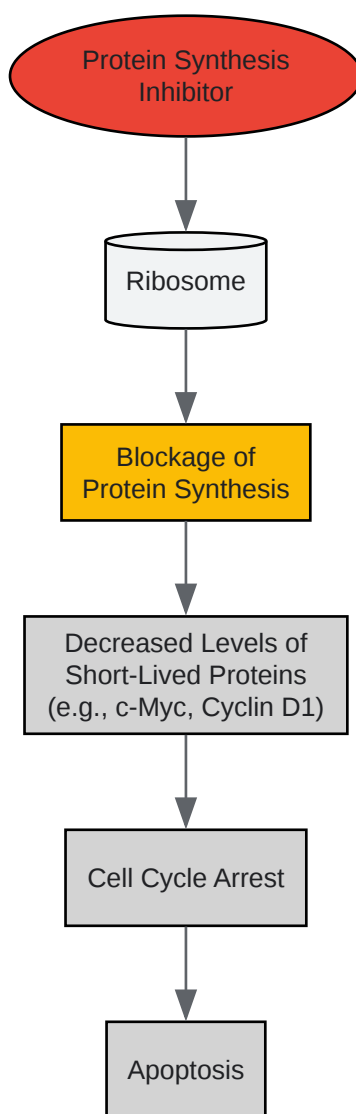 Protein Synthesis
Inhibitor
Ribosome
Blockage of
Protein Synthesis
Decreased Levels of
Short-Lived Proteins
(e.g., c-Myc, Cyclin D1)
Cell Cycle Arrest
Apoptosis